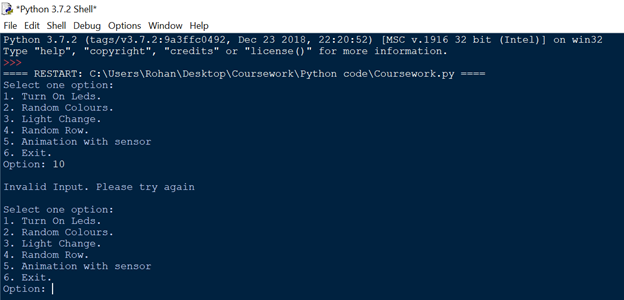 *Python 3.7.2 Shell*
File Edit Shell Debug Options Window Help
Python 3.7.2 (tags/v3.7.2:9a3ffc0492, Dec 23 2018, 22:20:52) [MSC v.1916 32 bit (Intel)] on win32
Type "help", "copyright", "credits" or "license()" for more information.
>>>
==== RESTART: C:\Users\Rohan\Desktop\Coursework\Python code\Coursework.py ====
Select one option:
1. Turn On Leds.
2. Random Colours.
3. Light Change.
4. Random Row.
5. Animation with sensor
6. Exit.
Option: 10
Invalid Input. Please try again
Select one option:
1. Turn On Leds.
2. Random Colours.
3. Light Change.
4. Random Row.
5. Animation with sensor
6. Exit.
Option: